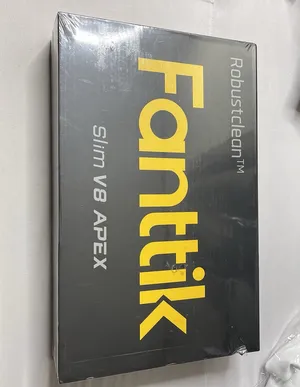 Robustclean™
Fanttik
Slim V8 APEX